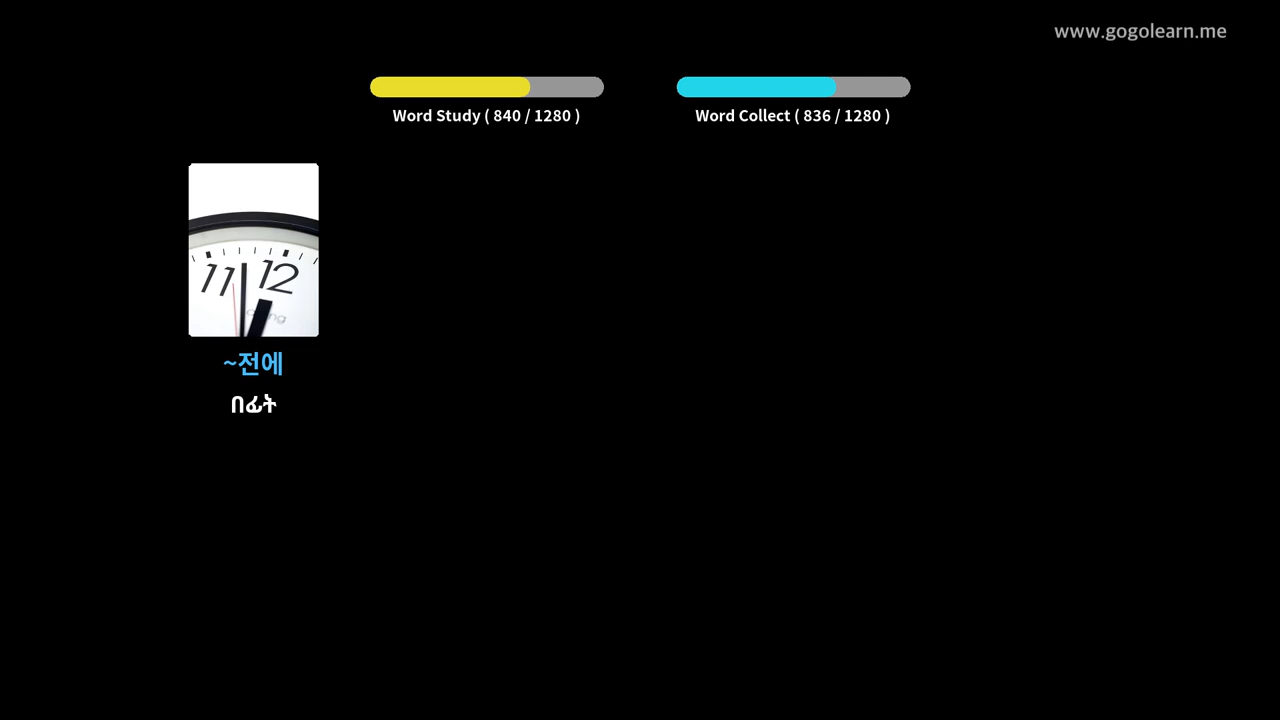 www.gogolearn.me
Word Study ( 840 / 1280 )
Word Collect ( 836 / 1280 )
11 12
~전에
በፊት